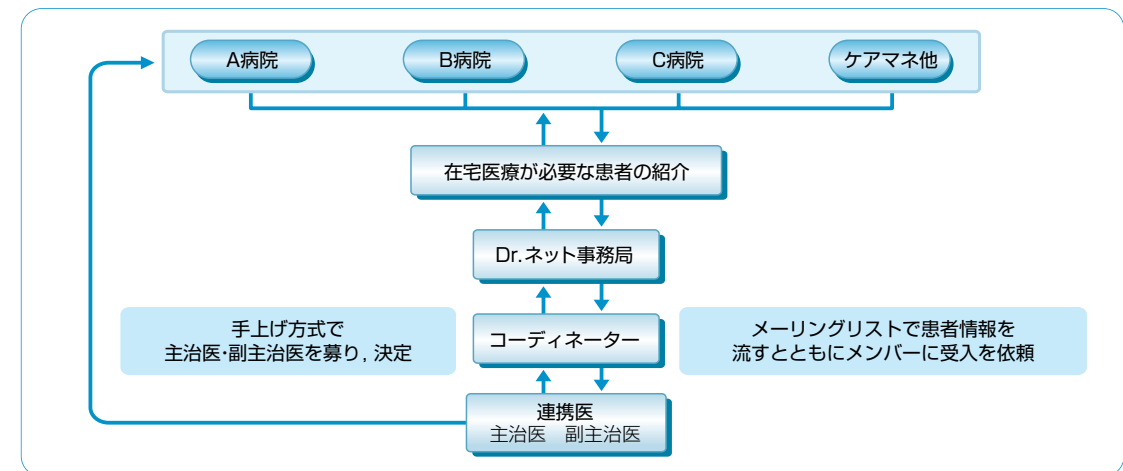 A病院
B病院
C病院
ケアマネ他
在宅医療が必要な患者の紹介
Dr.ネット事務局
手上げ方式で
主治医・副主治医を募り，決定
コーディネーター
メーリングリストで患者情報を
流すとともにメンバーに受入を依頼
連携医
主治医　副主治医